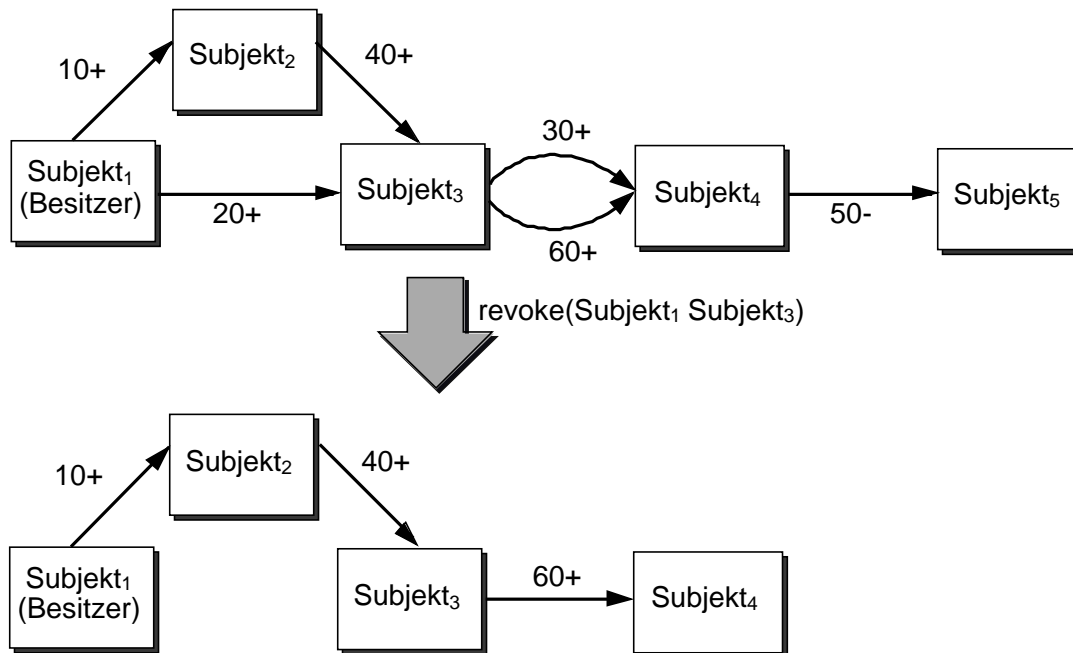 Subjekt₂
10+
40+
30+
Subjekt₁
(Besitzer)
Subjekt₃
Subjekt₄
Subjekt₅
20+
50-
60+
revoke(Subjekt₁ Subjekt₃)
Subjekt₂
10+
40+
Subjekt₁
(Besitzer)
Subjekt₃
60+
Subjekt₄